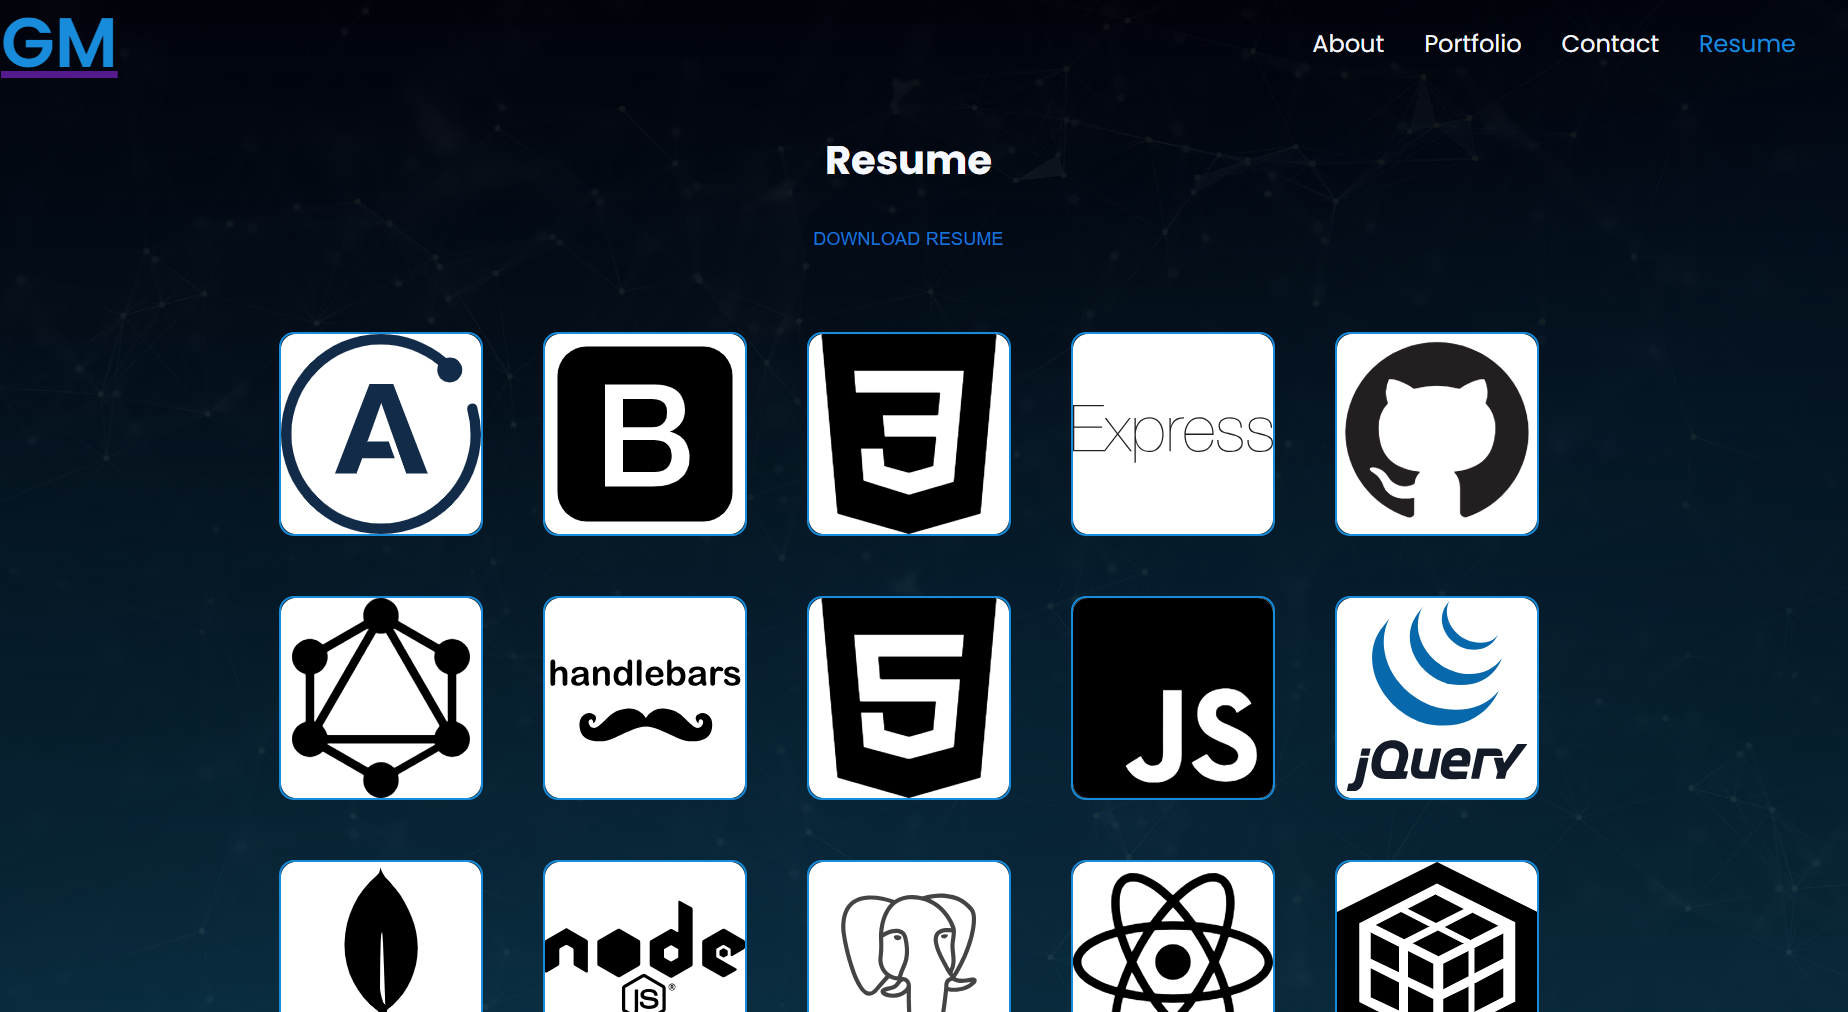 GM
About Portfolio Contact Resume
Resume
DOWNLOAD RESUME
A B 3 Express
handlebars 5 JS jQuery
node
JS®